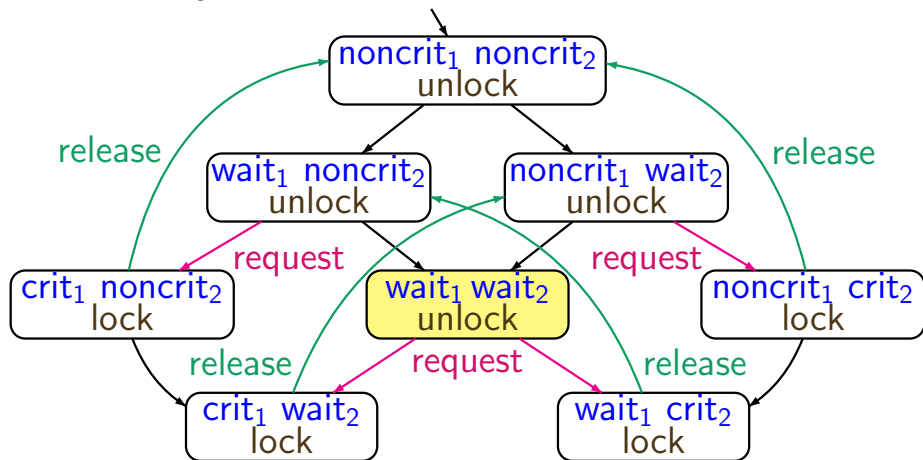 noncrit₁ noncrit₂
unlock
release
release
wait₁ noncrit₂
unlock
noncrit₁ wait₂
unlock
request
request
crit₁ noncrit₂
lock
wait₁ wait₂
unlock
noncrit₁ crit₂
lock
release
request
release
crit₁ wait₂
lock
wait₁ crit₂
lock